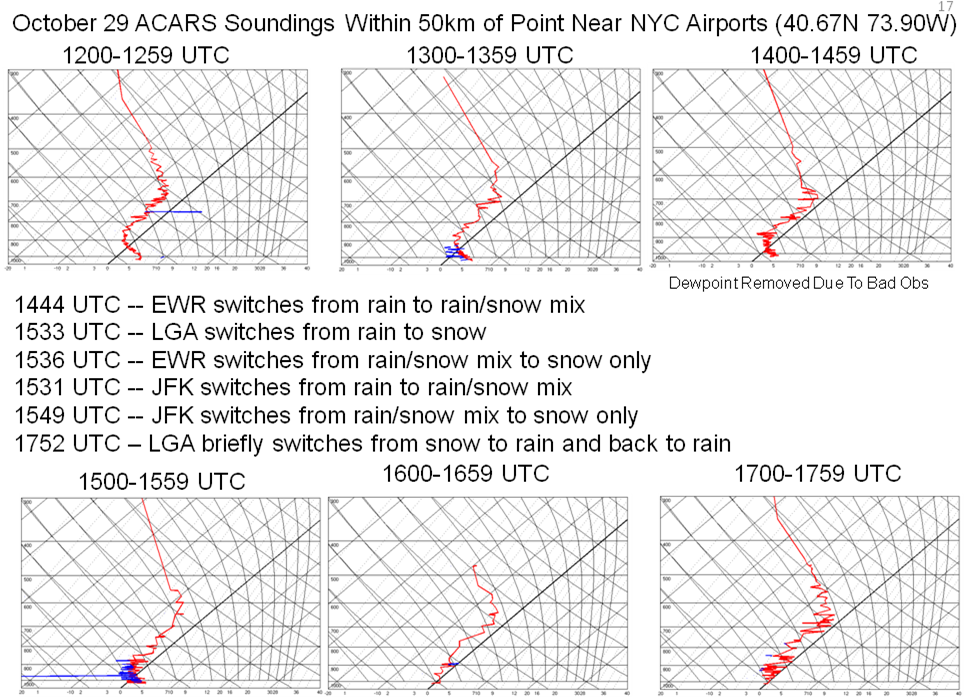 17
October 29 ACARS Soundings Within 50km of Point Near NYC Airports (40.67N 73.90W)
1200-1259 UTC
1300-1359 UTC
1400-1459 UTC
Dewpoint Removed Due To Bad Obs
1444 UTC -- EWR switches from rain to rain/snow mix
1533 UTC -- LGA switches from rain to snow
1536 UTC -- EWR switches from rain/snow mix to snow only
1531 UTC -- JFK switches from rain to rain/snow mix
1549 UTC -- JFK switches from rain/snow mix to snow only
1752 UTC – LGA briefly switches from snow to rain and back to rain
1500-1559 UTC
1600-1659 UTC
1700-1759 UTC